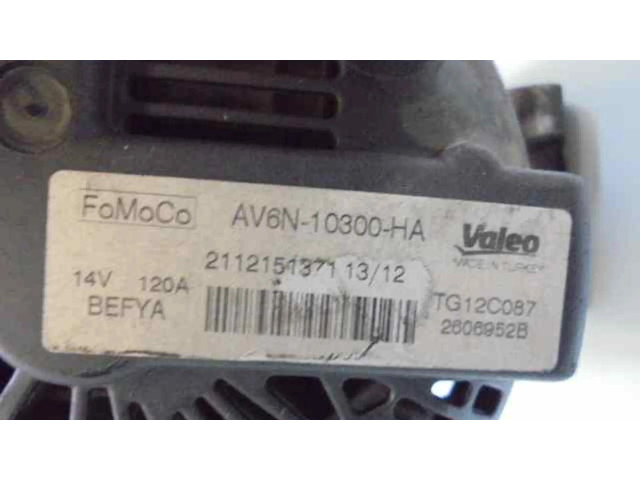 FoMoCo
AV6N-10300-HA
Valeo
MADE IN TURKEY
2112151371 13/12
14V 120A
BEFYA
TG12C087
2606952B